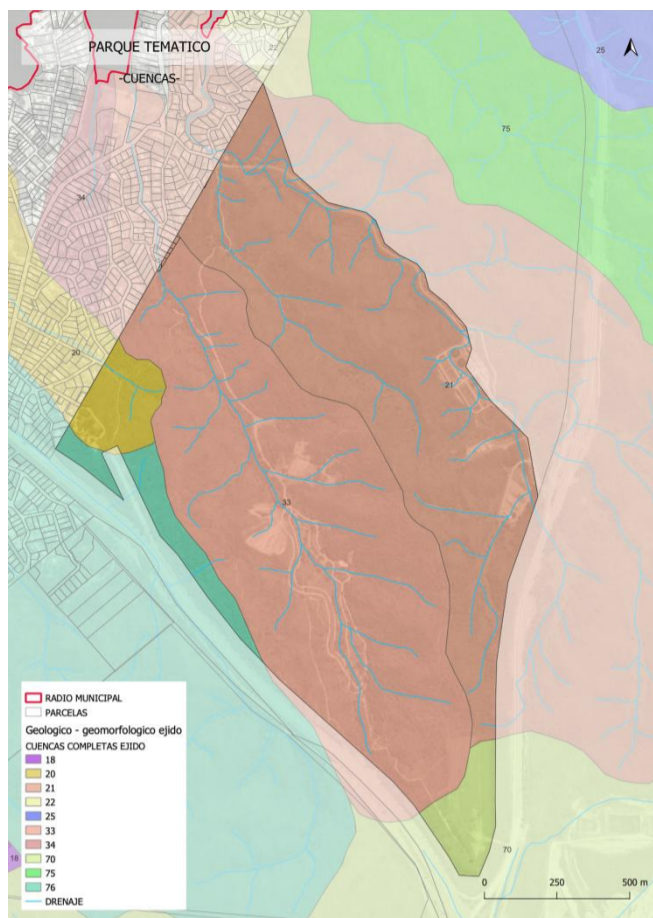 PARQUE TEMATICO
-CUENCAS-
22
25
75
34
20
21
33
18
70
RADIO MUNICIPAL
PARCELAS
Geologico - geomorfologico ejido
CUENCAS COMPLETAS EJIDO
18
20
21
22
25
33
34
70
75
76
DRENAJE
0 250 500 m